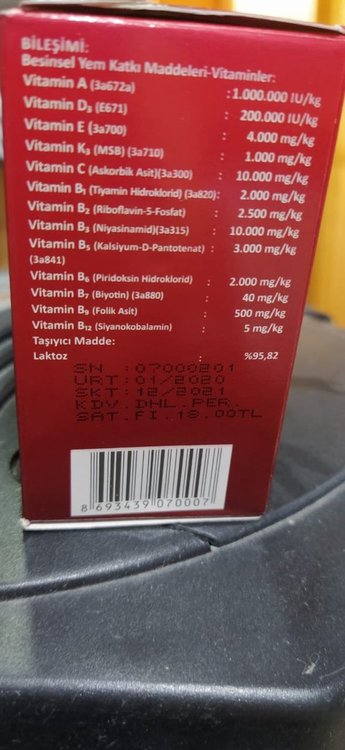 BİLEŞİMİ:
Besinsel Yem Katkı Maddeleri-Vitaminler:
Vitamin A (3a672a) :1.000.000 IU/kg
Vitamin D3 (E671) : 200.000 IU/kg
Vitamin E (3a700) : 4.000 mg/kg
Vitamin K3 (MSB) (3a710) : 1.000 mg/kg
Vitamin C (Askorbik Asit)(3a300) : 10.000 mg/kg
Vitamin B1 (Tiyamin Hidroklorid) (3a820): 2.000 mg/kg
Vitamin B2 (Riboflavin-5-Fosfat) : 2.500 mg/kg
Vitamin B3 (Niyasinamid)(3a315) : 10.000 mg/kg
Vitamin B5 (Kalsiyum-D-Pantotenat) : 3.000 mg/kg
(3a841)
Vitamin B6 (Piridoksin Hidroklorid) : 2.000 mg/kg
Vitamin B7 (Biyotin) (3a880) : 40 mg/kg
Vitamin B9 (Folik Asit) : 500 mg/kg
Vitamin B12 (Siyanokobalamin) : 5 mg/kg
Taşıyıcı Madde:
Laktoz : %95,82
SN :07000201
URT:01/2020
SKT:12/2021
KDV.DHL.PER.
SAT.FI.18.00TL
8 693439 070007